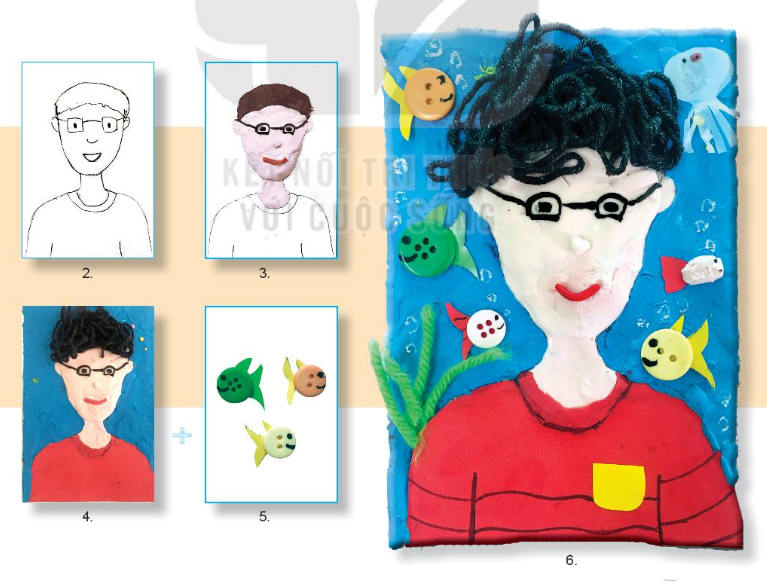 KẾT NỐI TRI THỨC
VỚI CUỘC SỐNG
2.
3.
4.
5.
6.